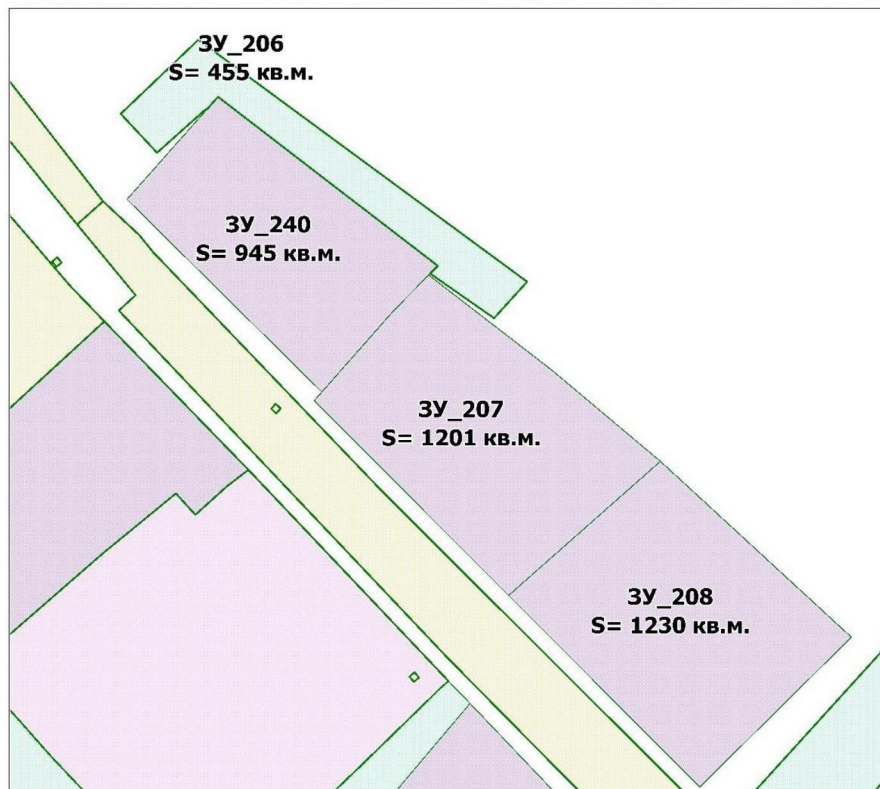 ЗУ_206
S= 455 кв.м.
ЗУ_240
S= 945 кв.м.
ЗУ_207
S= 1201 кв.м.
ЗУ_208
S= 1230 кв.м.